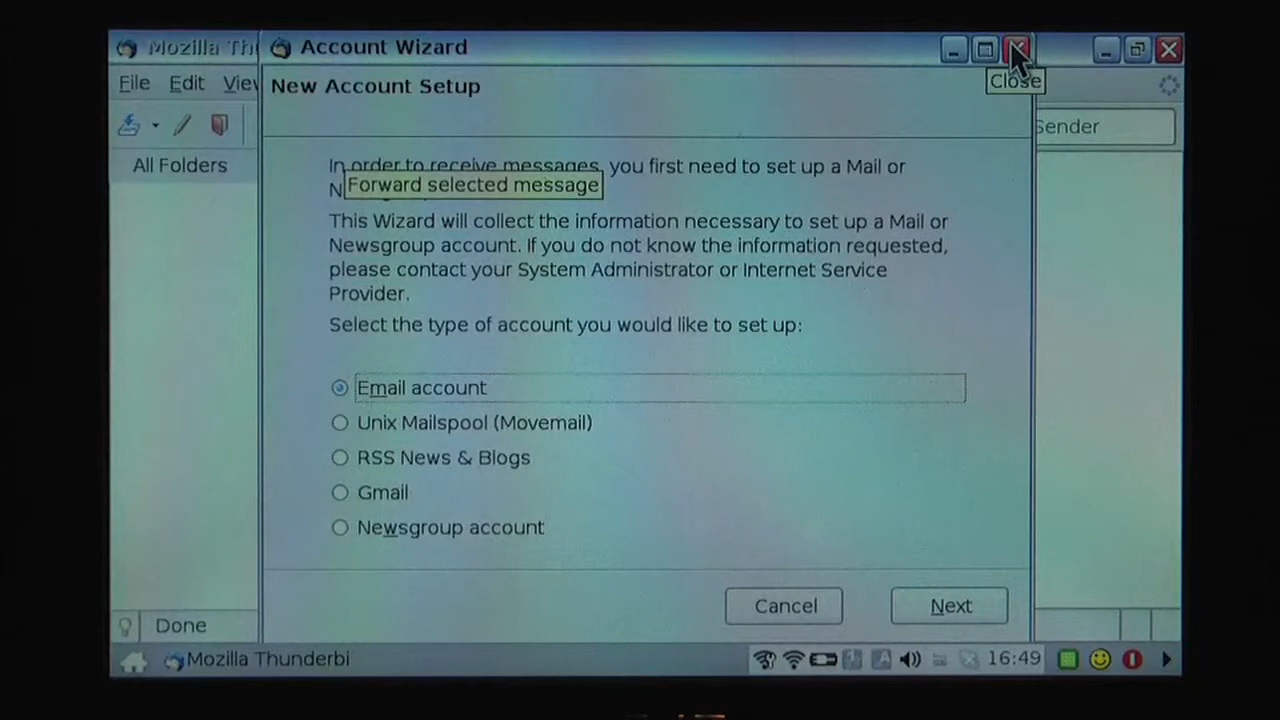 Mozilla Th
Account Wizard
Close
File Edit View
New Account Setup
Sender
All Folders
In order to receive messages, you first need to set up a Mail or
N
Forward selected message
This Wizard will collect the information necessary to set up a Mail or
Newsgroup account. If you do not know the information requested,
please contact your System Administrator or Internet Service
Provider.
Select the type of account you would like to set up:
Email account
Unix Mailspool (Movemail)
RSS News & Blogs
Gmail
Newsgroup account
Cancel
Next
Done
Mozilla Thunderbi
16:49